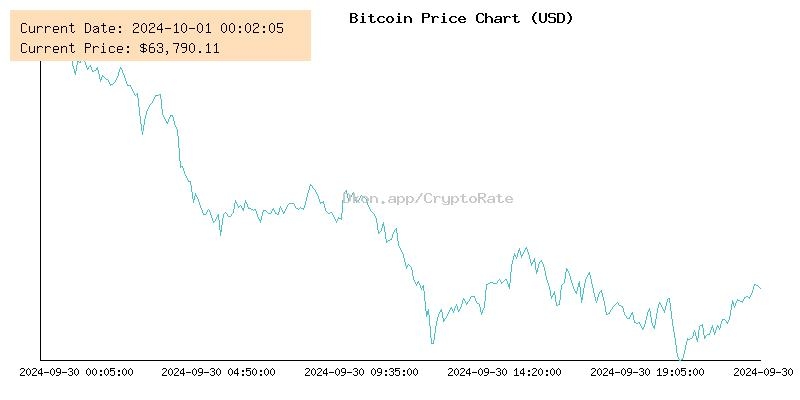 Bitcoin Price Chart (USD)
Current Date: 2024-10-01 00:02:05
Current Price: $63,790.11
Dkon.app/CryptoRate
2024-09-30 00:05:00 2024-09-30 04:50:00 2024-09-30 09:35:00 2024-09-30 14:20:00 2024-09-30 19:05:00 2024-09-30